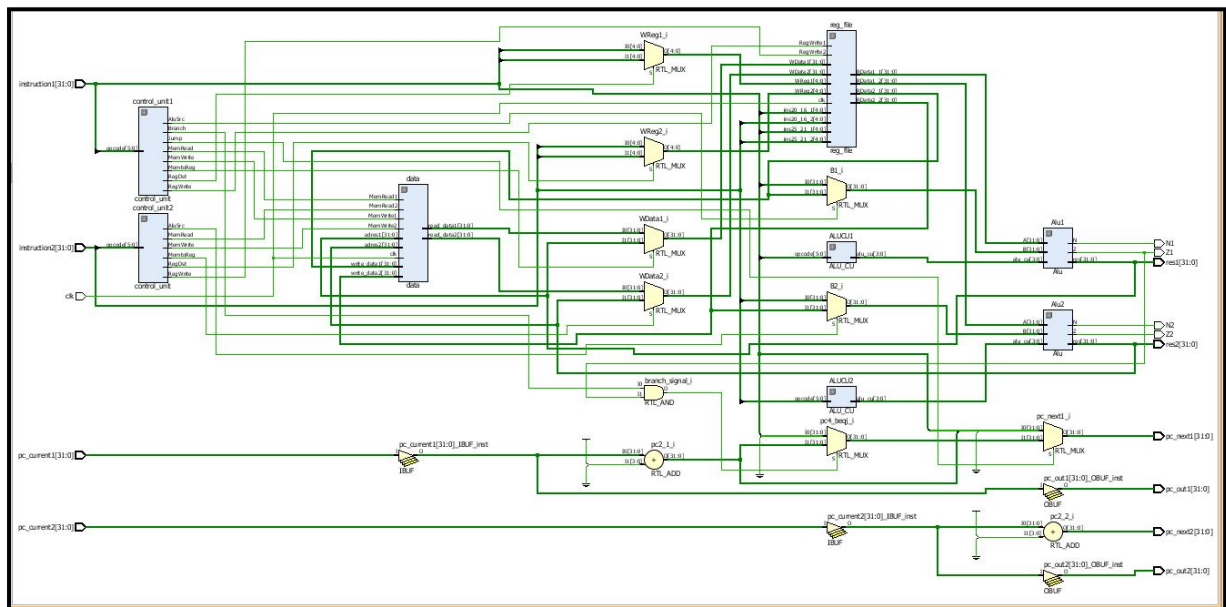 instruction1[31:0]
control_unit1
opcode[5:0]
AluSrc
Branch
Jump
MemRead
MemWrite
MemtoReg
RegDst
RegWrite
control_unit
control_unit2
instruction2[31:0]
opcode[5:0]
AluSrc
MemRead
MemWrite
MemtoReg
RegDst
RegWrite
control_unit
clk
data
MemRead1
MemRead2
MemWrite1
MemWrite2
adres1[31:0]
adres2[31:0]
clk
write_data1[31:0]
write_data2[31:0]
read_data1[31:0]
read_data2[31:0]
data
WReg1_i
I0[4:0]
I1[4:0]
O[4:0]
S
RTL_MUX
WReg2_i
I0[4:0]
I1[4:0]
O[4:0]
S
RTL_MUX
WData1_i
I0[31:0]
I1[31:0]
O[31:0]
S
RTL_MUX
WData2_i
I0[31:0]
I1[31:0]
O[31:0]
S
RTL_MUX
reg_file
RegWrite1
RegWrite2
WData1[31:0]
WData2[31:0]
WReg1[4:0]
WReg2[4:0]
clk
ins20_16_1[4:0]
ins20_16_2[4:0]
ins25_21_1[4:0]
ins25_21_2[4:0]
RData1_1[31:0]
RData1_2[31:0]
RData2_1[31:0]
RData2_2[31:0]
reg_file
B1_i
I0[31:0]
I1[31:0]
O[31:0]
S
RTL_MUX
ALUCU1
opcode[5:0]
alu_cu[3:0]
ALU_CU
B2_i
I0[31:0]
I1[31:0]
O[31:0]
S
RTL_MUX
Alu1
A[31:0]
B[31:0]
alu_cu[3:0]
N
Z
Alu
N1
Z1
res1[31:0]
Alu2
A[31:0]
B[31:0]
alu_cu[3:0]
N
Z
Alu
N2
Z2
res2[31:0]
branch_signal_i
I0
I1
O
RTL_AND
ALUCU2
opcode[5:0]
alu_cu[3:0]
ALU_CU
pc4_beqj_i
I0[31:0]
I1[31:0]
O[31:0]
S
RTL_MUX
pc_next1_i
I0[31:0]
I1[31:0]
O[31:0]
S
RTL_MUX
pc_next1[31:0]
pc_current1[31:0]
pc_current1[31:0]_IBUF_inst
I
O
IBUF
pc2_1_i
I0[31:0]
I1[3:0]
O[31:0]
RTL_ADD
pc_out1[31:0]_OBUF_inst
I
O
OBUF
pc_out1[31:0]
pc_current2[31:0]
pc_current2[31:0]_IBUF_inst
I
O
IBUF
pc2_2_i
I0[31:0]
I1[3:0]
O[31:0]
RTL_ADD
pc_next2[31:0]
pc_out2[31:0]_OBUF_inst
I
O
OBUF
pc_out2[31:0]